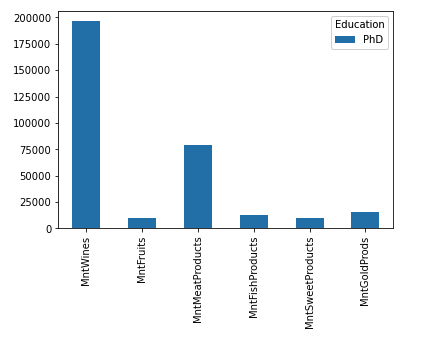 200000
175000
150000
125000
100000
75000
50000
25000
0
Education
PhD
MntWines
MntFruits
MntMeatProducts
MntFishProducts
MntSweetProducts
MntGoldProds